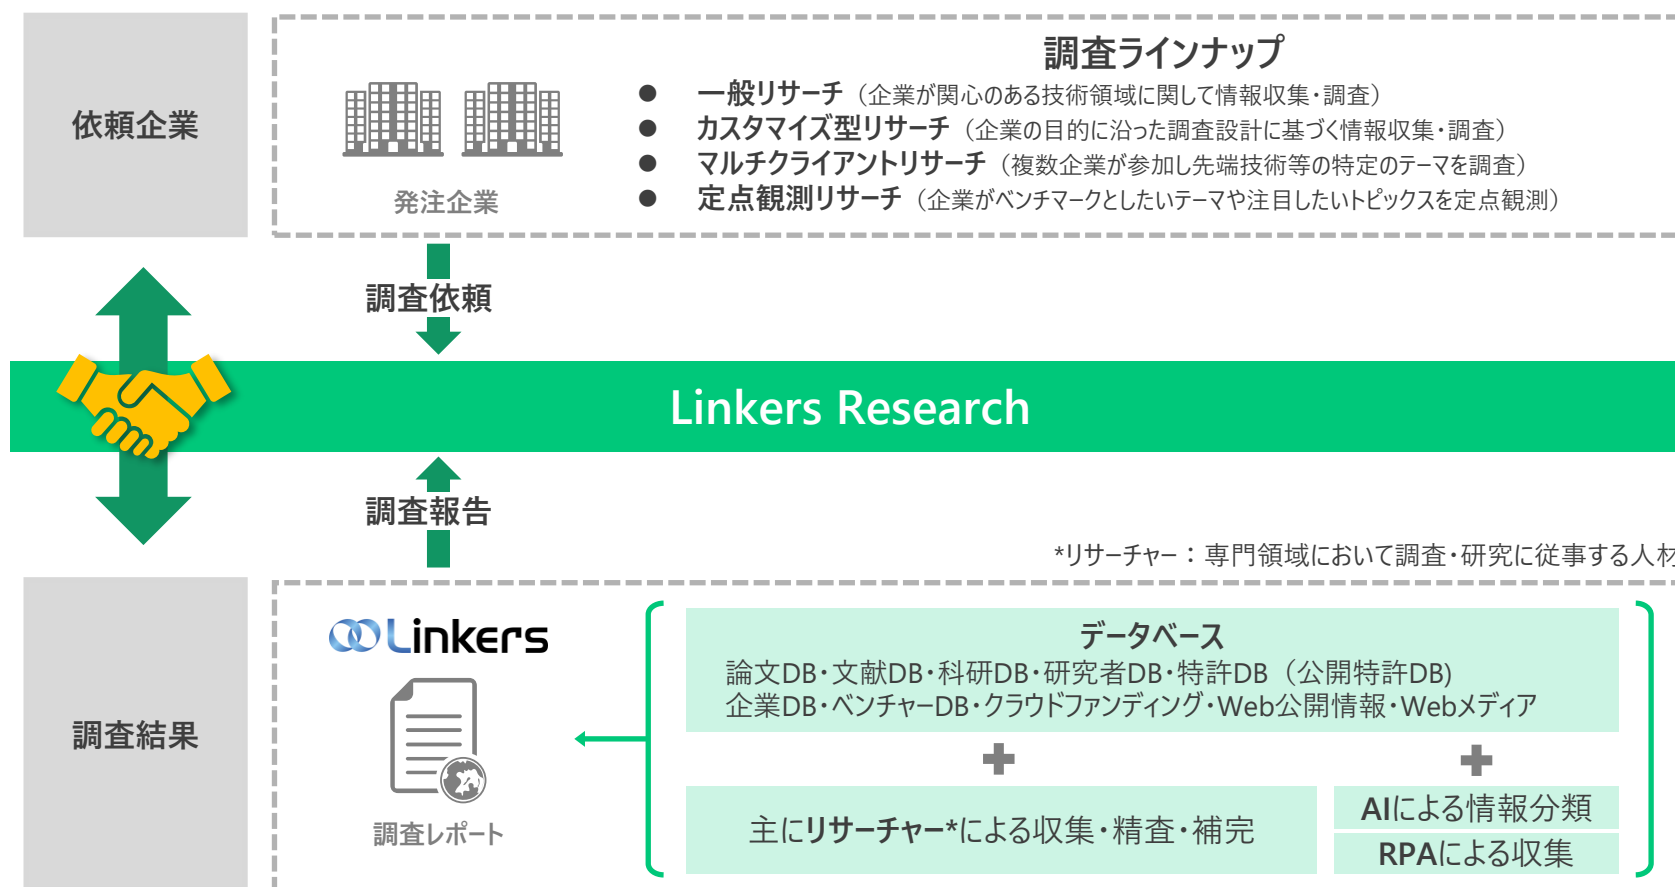 依頼企業
発注企業
調査ラインナップ
● 一般リサーチ（企業が関心のある技術領域に関して情報収集・調査）
● カスタマイズ型リサーチ（企業の目的に沿った調査設計に基づく情報収集・調査）
● マルチクライアントリサーチ（複数企業が参加し先端技術等の特定のテーマを調査）
● 定点観測リサーチ（企業がベンチマークとしたいテーマや注目したいトピックスを定点観測）
調査依頼
Linkers Research
調査報告
*リサーチャー：専門領域において調査・研究に従事する人材
調査結果
Linkers
調査レポート
データベース
論文DB・文献DB・科研DB・研究者DB・特許DB（公開特許DB)
企業DB・ベンチャーDB・クラウドファンディング・Web公開情報・Webメディア
主にリサーチャー*による収集・精査・補完
AIによる情報分類
RPAによる収集